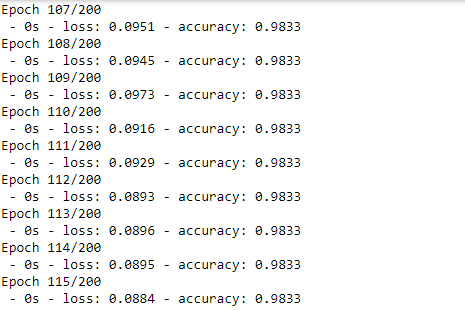 Epoch 107/200
 - 0s - loss: 0.0951 - accuracy: 0.9833
Epoch 108/200
 - 0s - loss: 0.0945 - accuracy: 0.9833
Epoch 109/200
 - 0s - loss: 0.0973 - accuracy: 0.9833
Epoch 110/200
 - 0s - loss: 0.0916 - accuracy: 0.9833
Epoch 111/200
 - 0s - loss: 0.0929 - accuracy: 0.9833
Epoch 112/200
 - 0s - loss: 0.0893 - accuracy: 0.9833
Epoch 113/200
 - 0s - loss: 0.0896 - accuracy: 0.9833
Epoch 114/200
 - 0s - loss: 0.0895 - accuracy: 0.9833
Epoch 115/200
 - 0s - loss: 0.0884 - accuracy: 0.9833